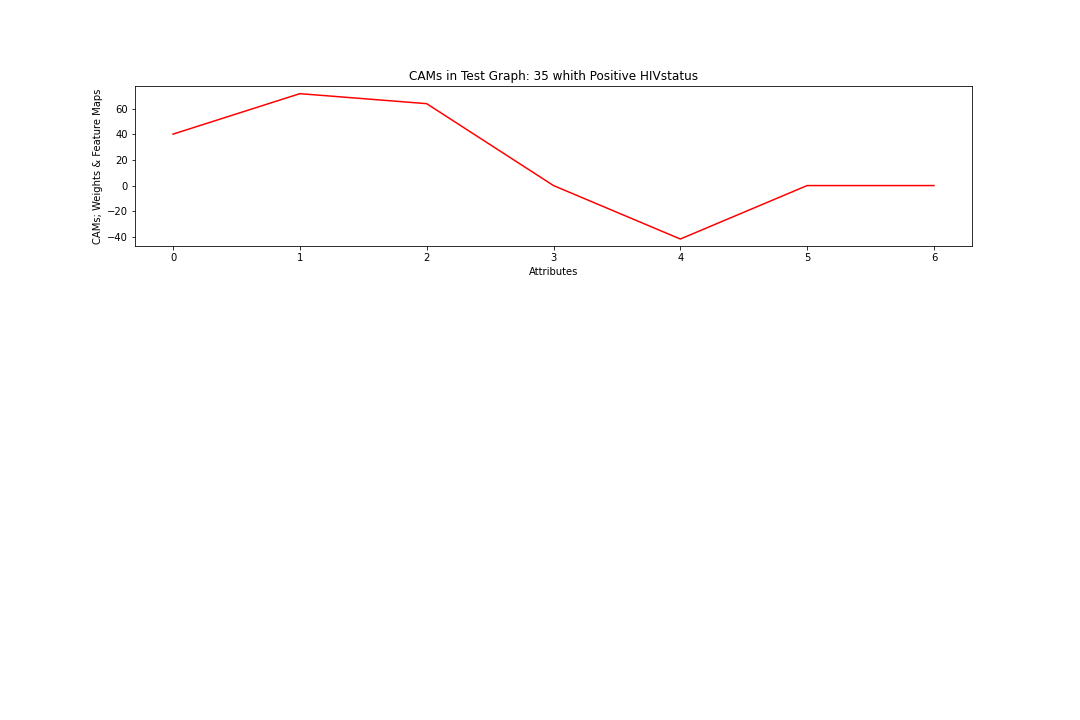 CAMs in Test Graph: 35 whith Positive HIVstatus
CAMs; Weights & Feature Maps
60
40
20
0
−20
−40
0 1 2 3 4 5 6
Attributes